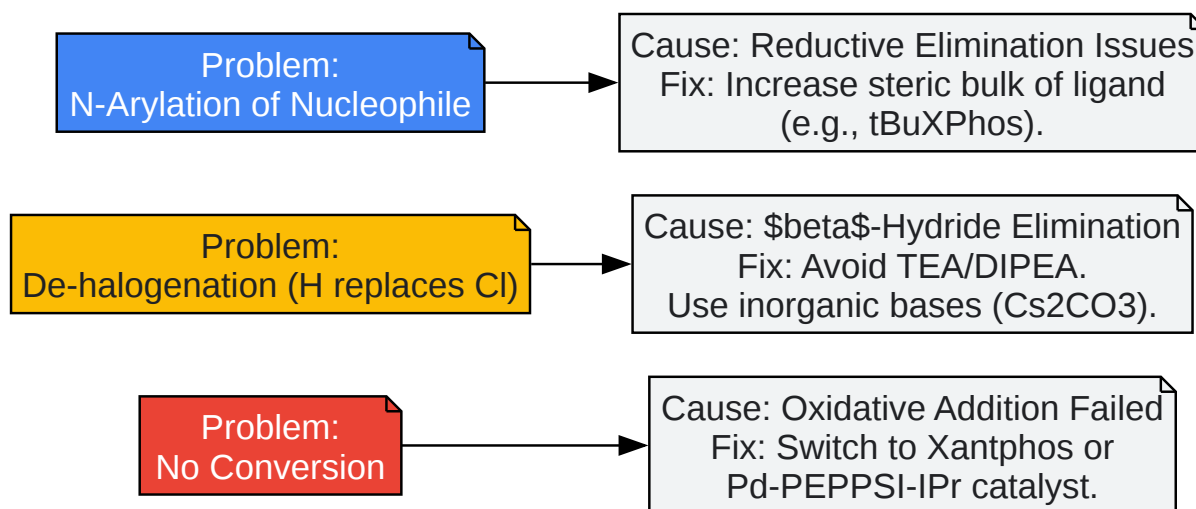 Problem:
N-Arylation of Nucleophile
Cause: Reductive Elimination Issues
Fix: Increase steric bulk of ligand
(e.g., tBuXPhos).
Problem:
De-halogenation (H replaces Cl)
Cause: $beta$-Hydride Elimination
Fix: Avoid TEA/DIPEA.
Use inorganic bases (Cs2CO3).
Problem:
No Conversion
Cause: Oxidative Addition Failed
Fix: Switch to Xantphos or
Pd-PEPPSI-IPr catalyst.